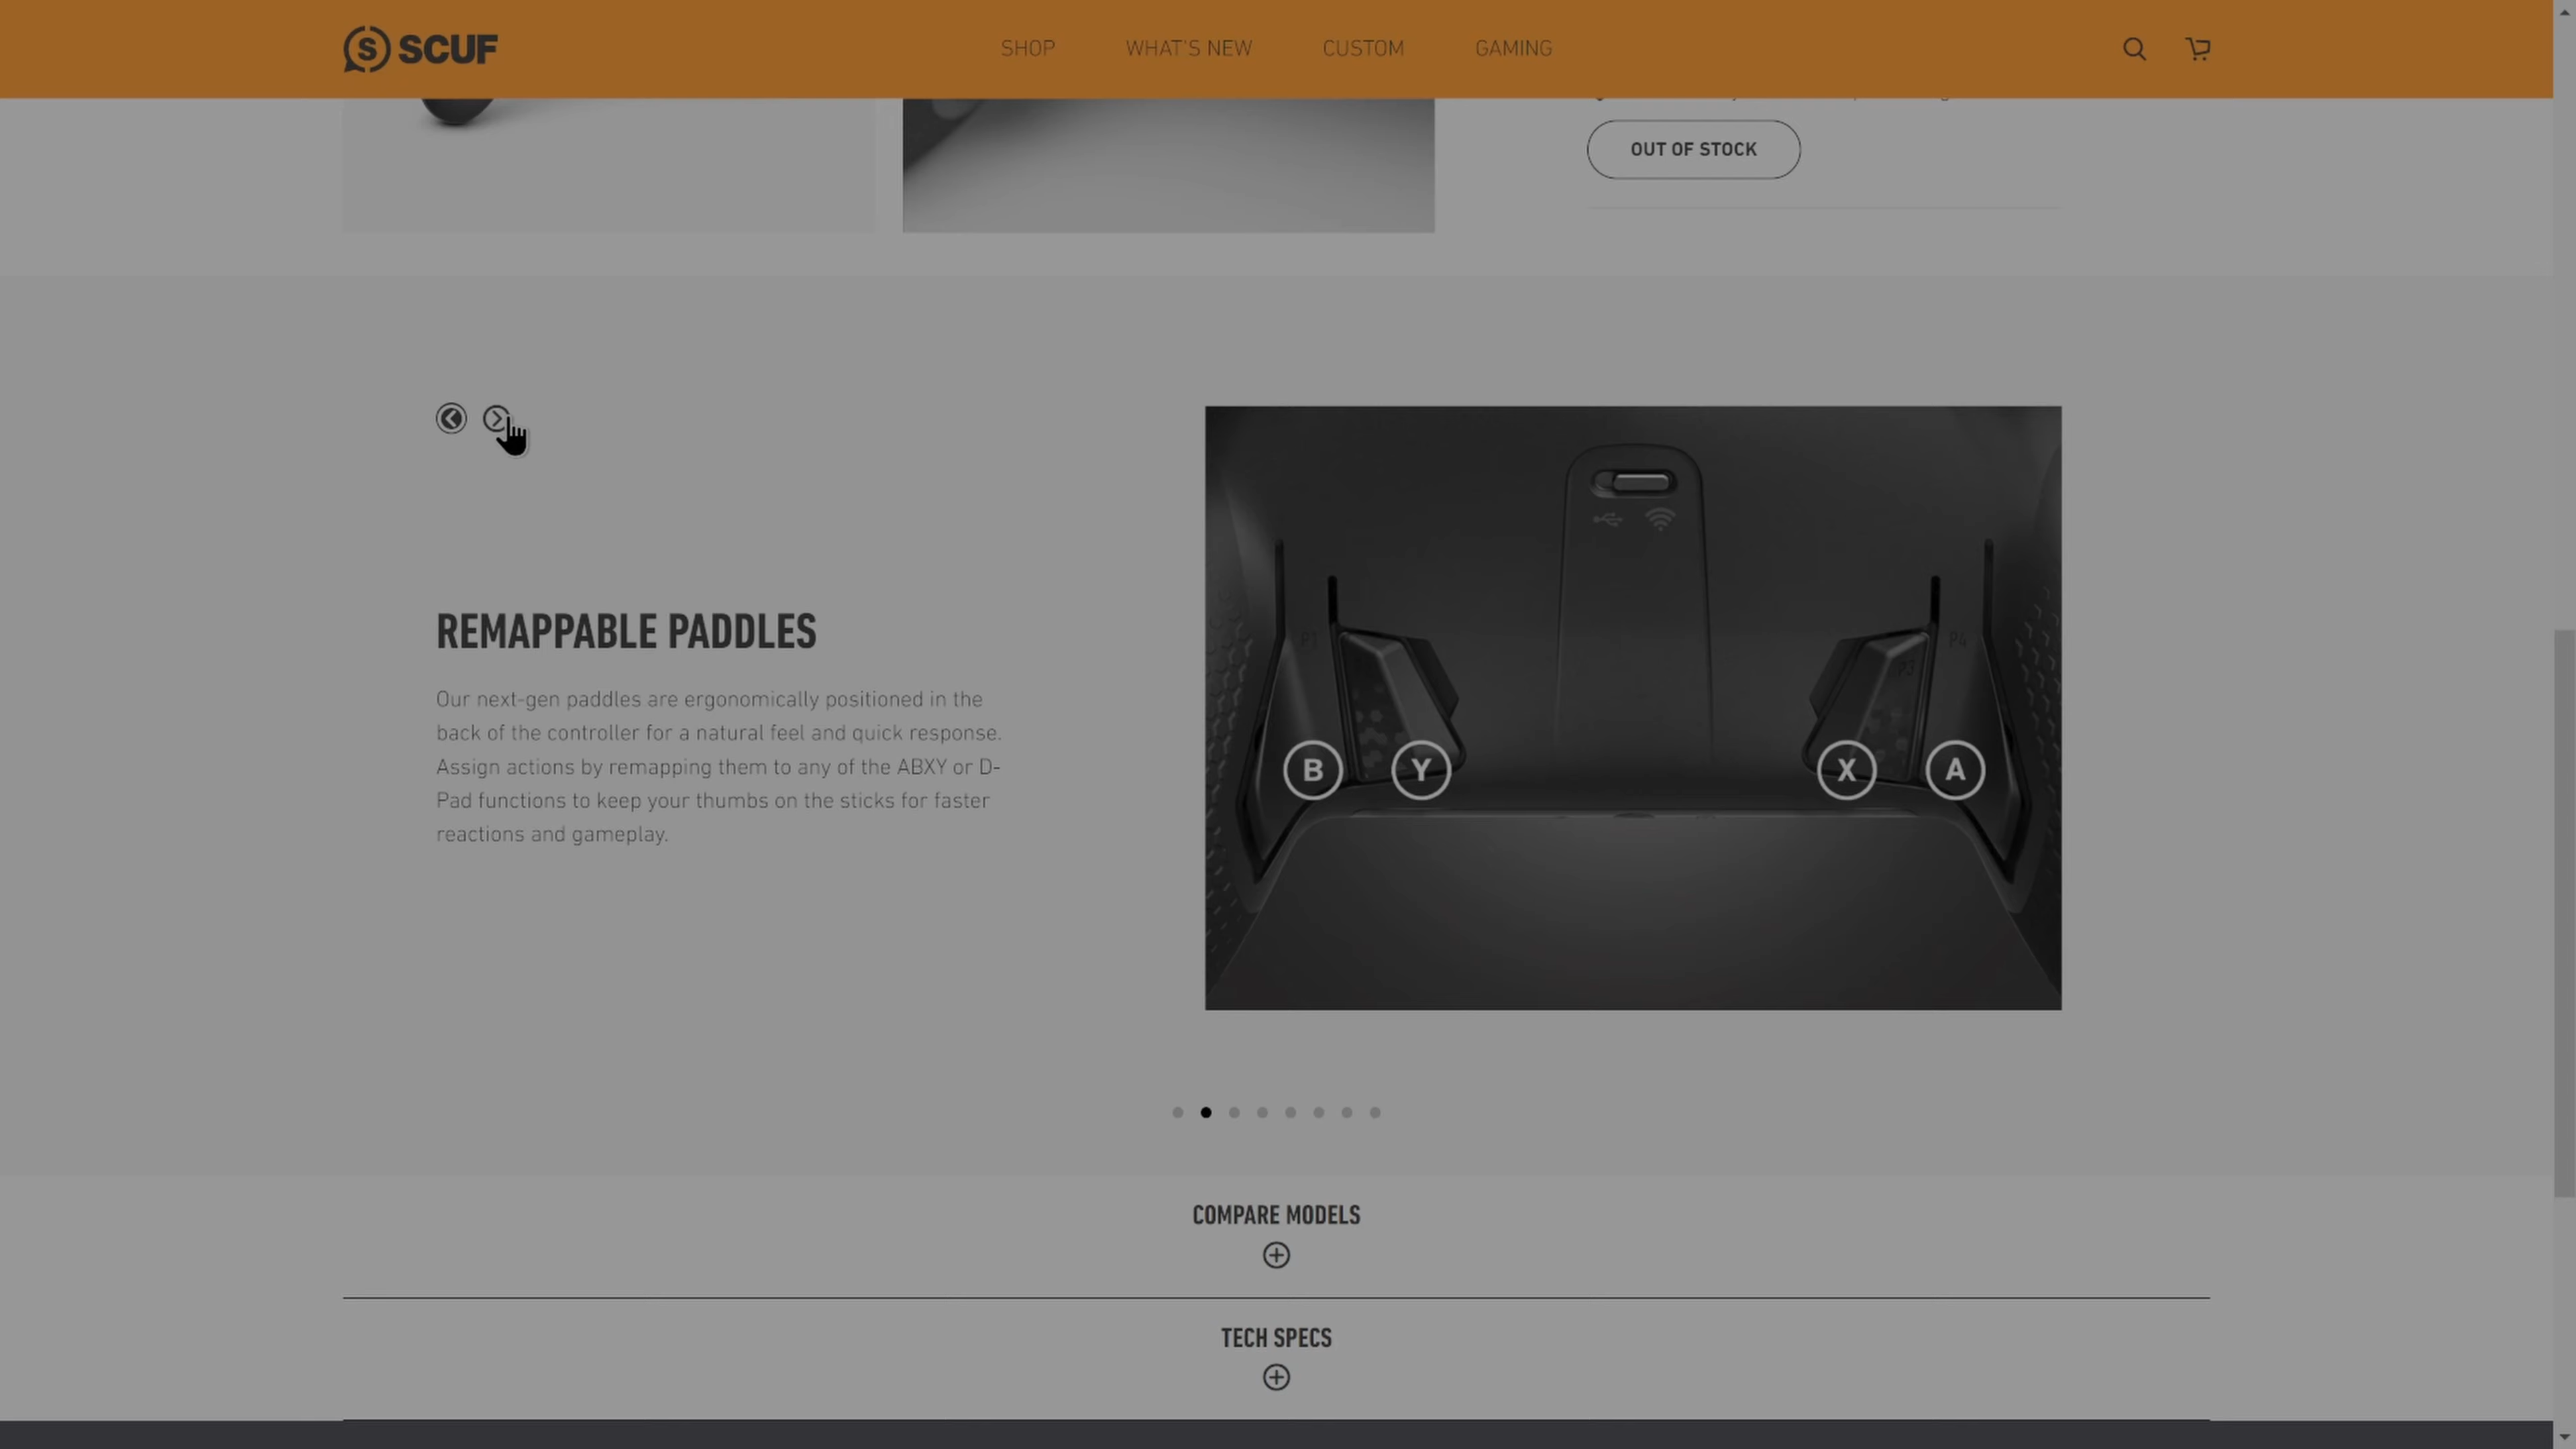 SCUF
SHOP
WHAT'S NEW
CUSTOM
GAMING
OUT OF STOCK
REMAPPABLE PADDLES
Our next-gen paddles are ergonomically positioned in the
back of the controller for a natural feel and quick response.
Assign actions by remapping them to any of the ABXY or D-
Pad functions to keep your thumbs on the sticks for faster
reactions and gameplay.
P1
P3
P4
B
Y
X
A
COMPARE MODELS
TECH SPECS